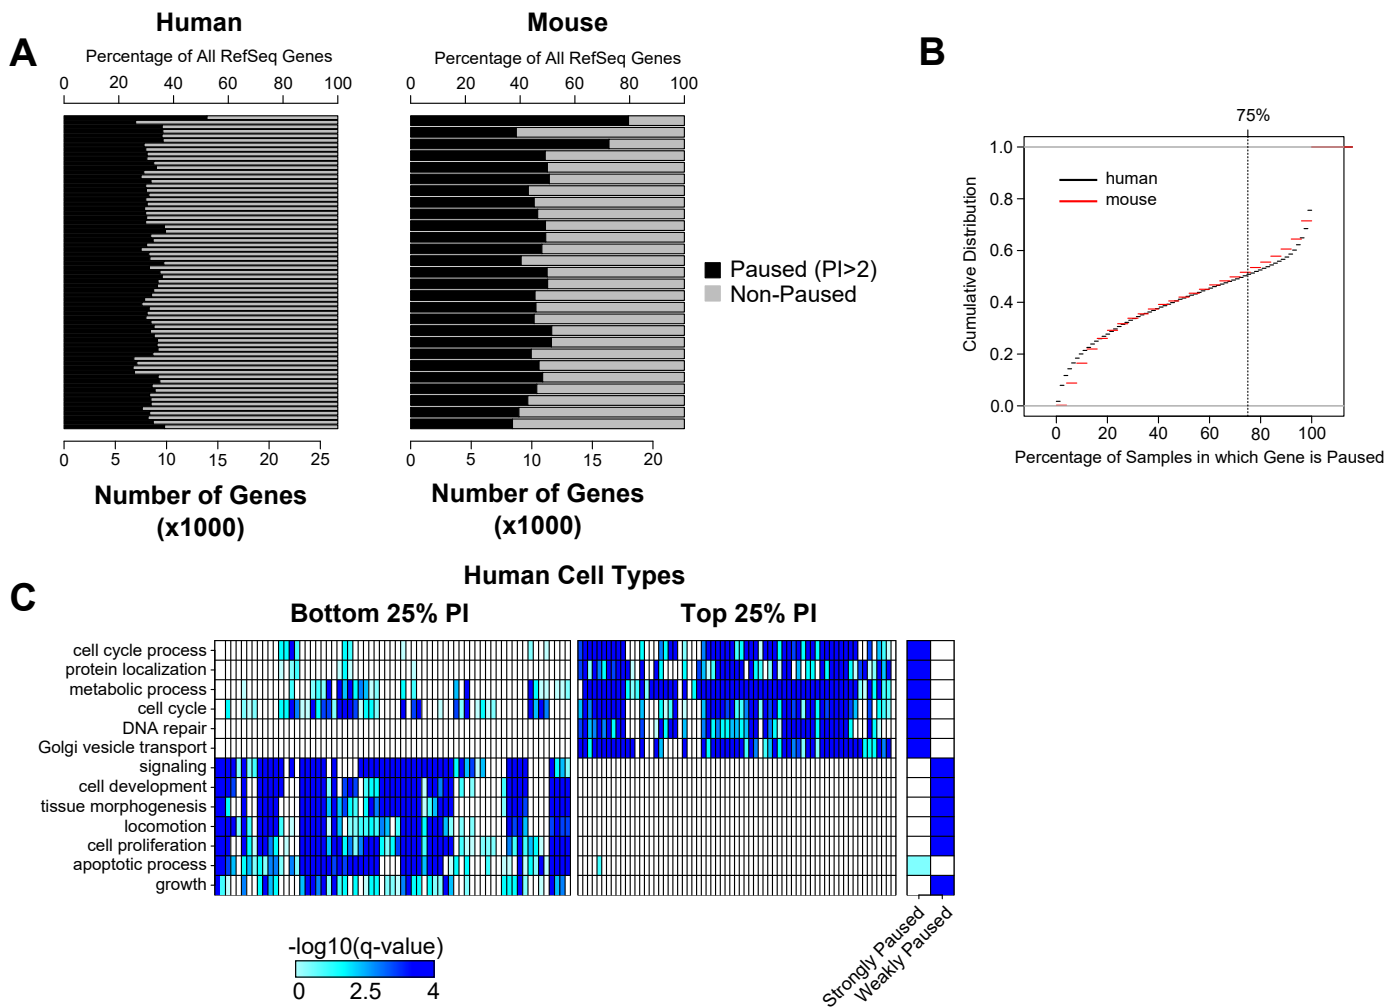 A
Human
Percentage of All RefSeq Genes
0 20 40 60 80 100
0 5 10 15 20 25
Number of Genes
(x1000)
Mouse
Percentage of All RefSeq Genes
0 20 40 60 80 100
0 5 10 15 20
Number of Genes
(x1000)
Paused (PI>2)
Non-Paused
B
75%
Cumulative Distribution
1.0
0.8
0.6
0.4
0.2
0.0
human
mouse
0 20 40 60 80 100
Percentage of Samples in which Gene is Paused
C
Human Cell Types
Bottom 25% PI
Top 25% PI
cell cycle process
protein localization
metabolic process
cell cycle
DNA repair
Golgi vesicle transport
signaling
cell development
tissue morphogenesis
locomotion
cell proliferation
apoptotic process
growth
Strongly Paused
Weakly Paused
-log10(q-value)
0 2.5 4